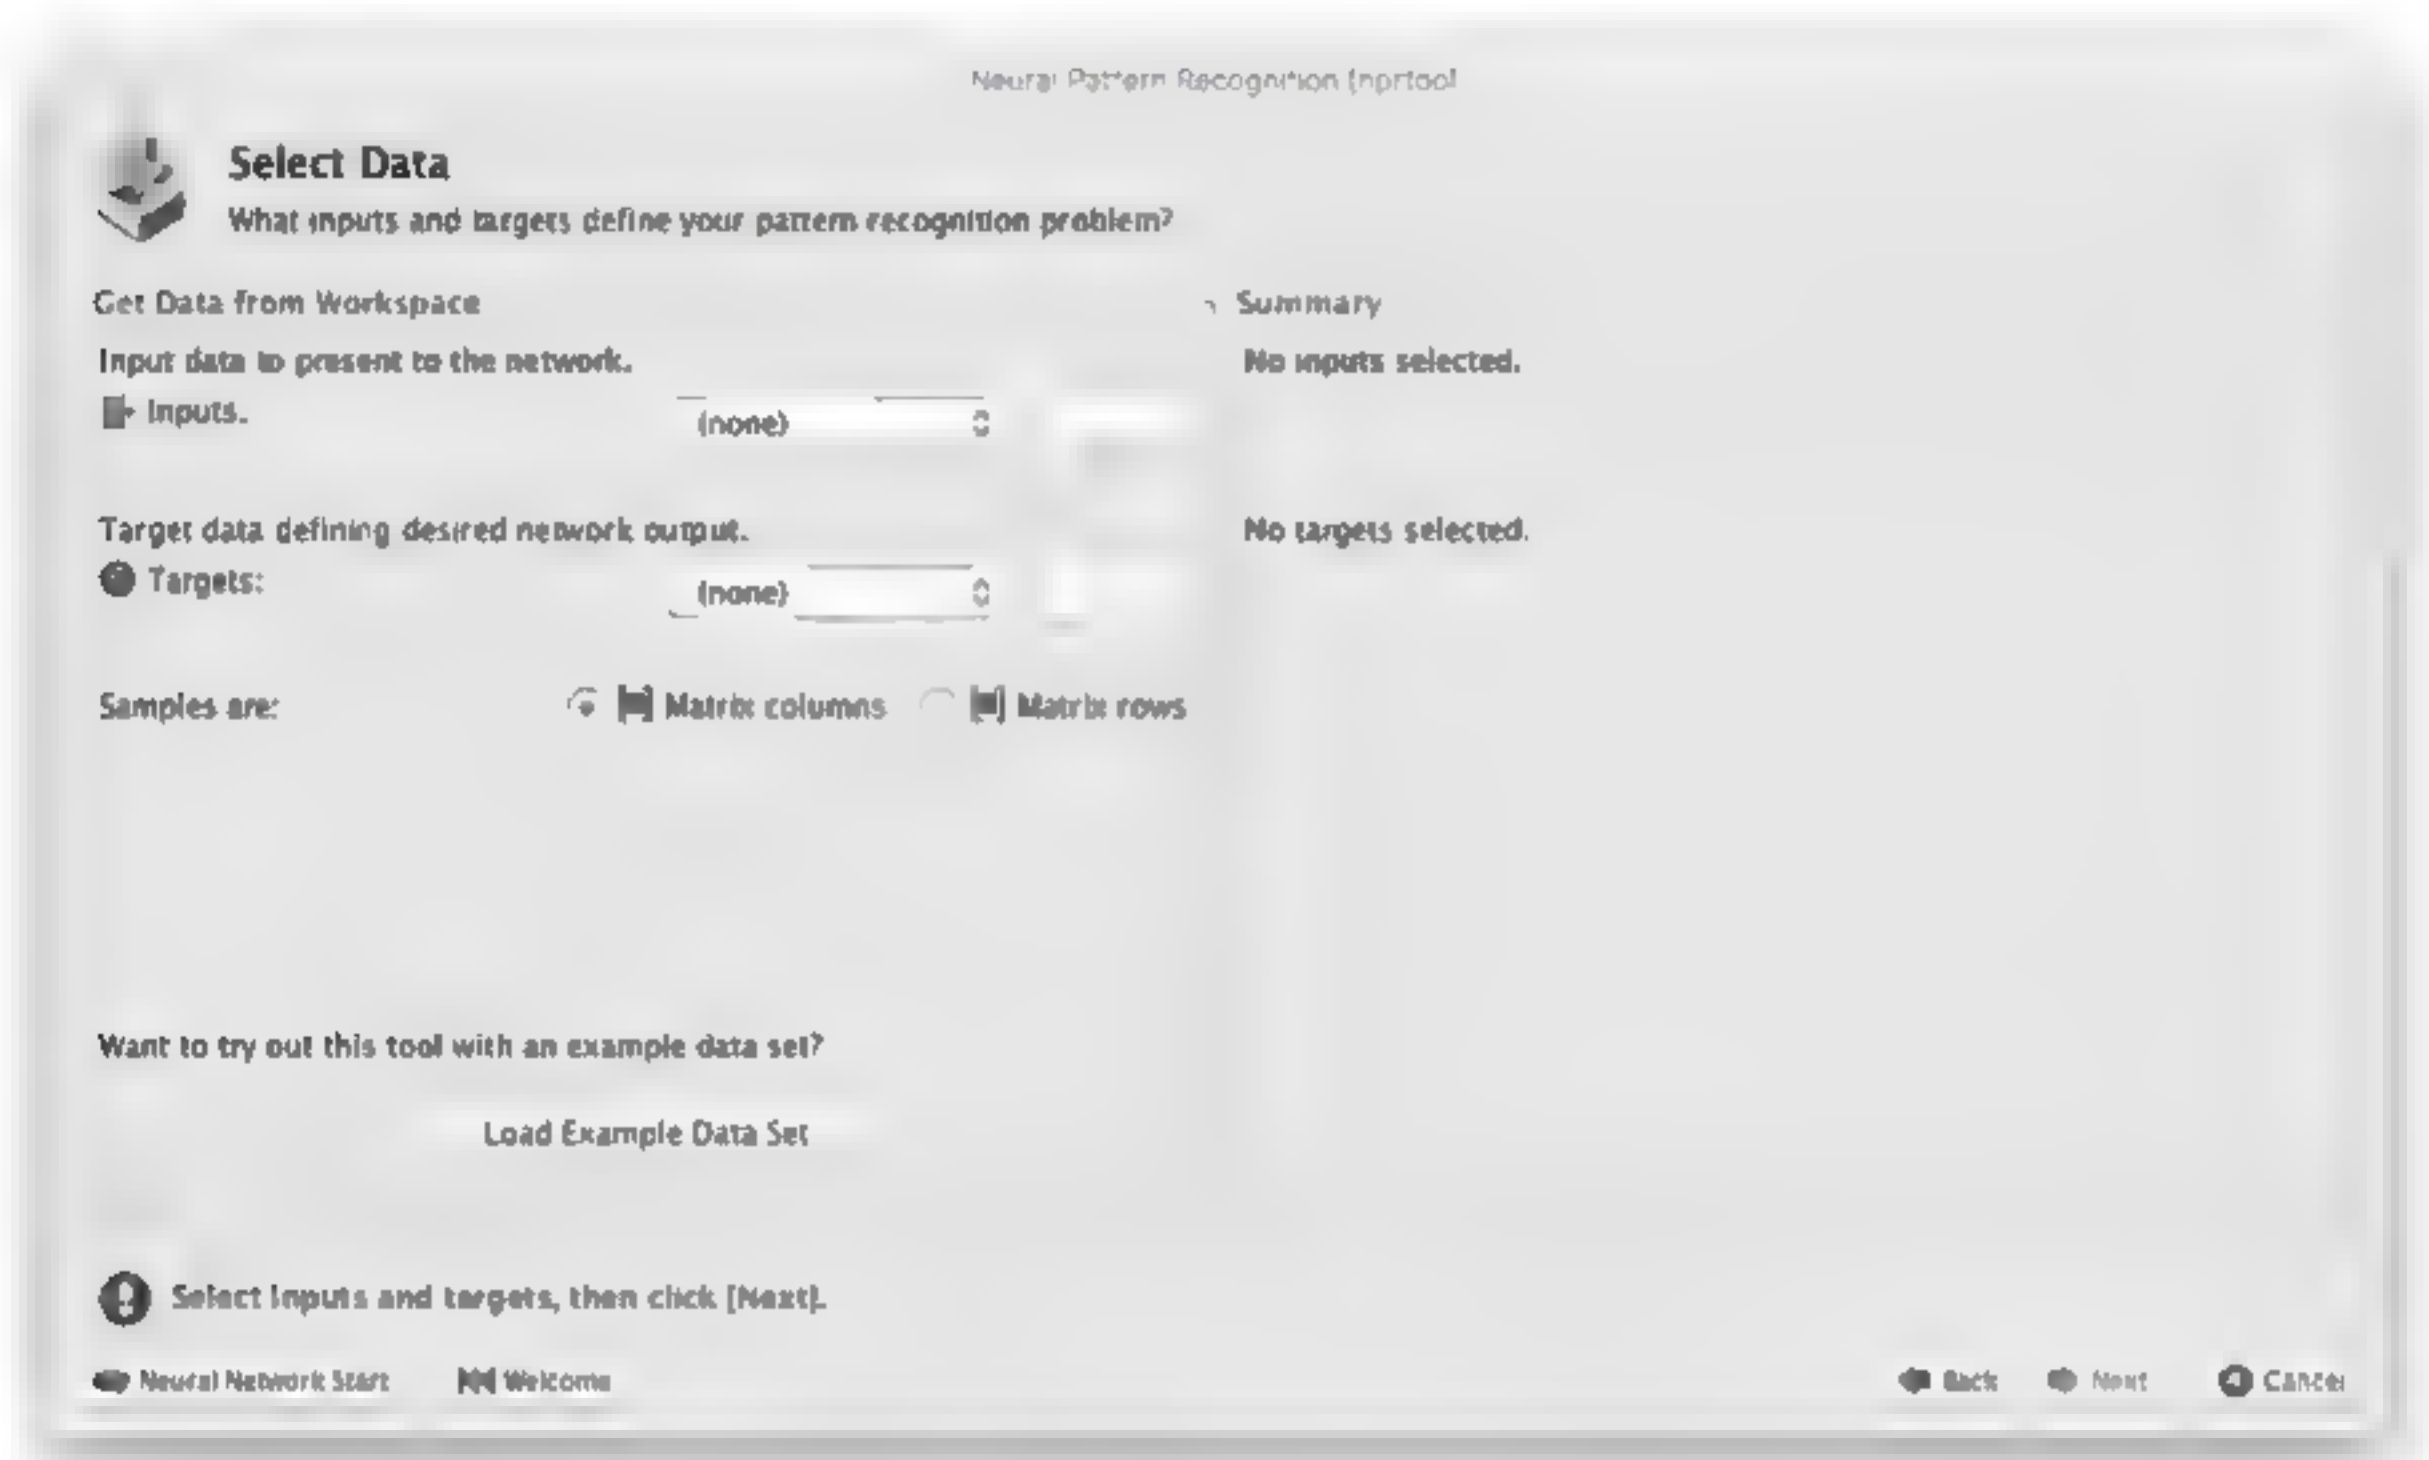 Neural Pattern Recognition (nprtool
Select Data
What inputs and targets define your pattern recognition problem?
Get Data from Workspace
Input data to present to the network.
Inputs:
(none)
Target data defining desired network output.
Targets:
(none)
Samples are:
Matrix columns
Matrix rows
Want to try out this tool with an example data set?
Load Example Data Set
Summary
No inputs selected.
No targets selected.
Select inputs and targets, then click [Next].
Neural Network Start
Welcome
Back
Next
Cancel